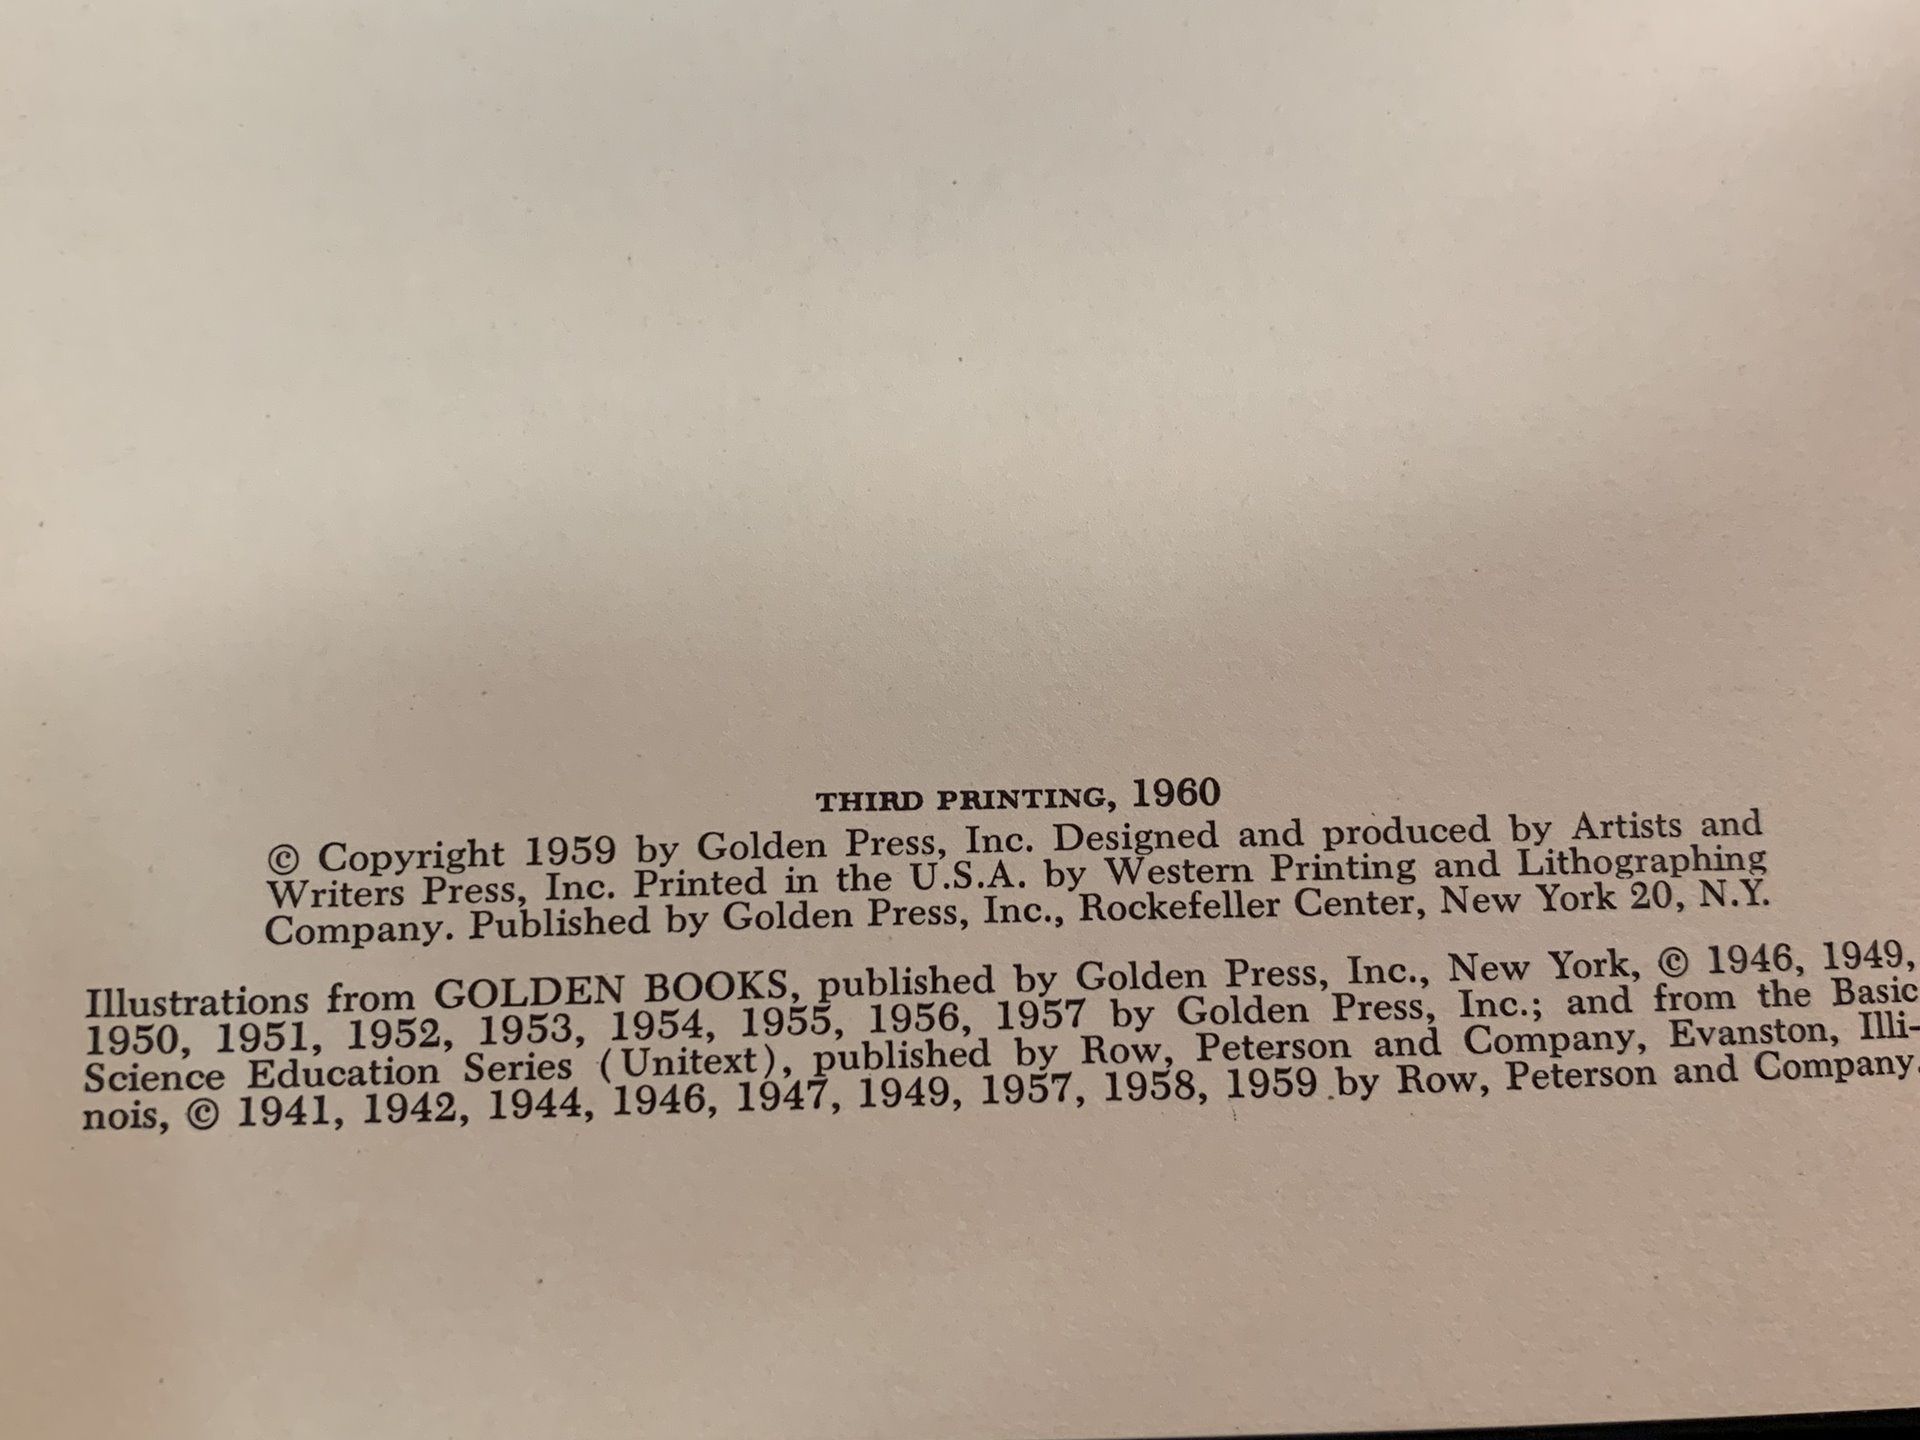 THIRD PRINTING, 1960
© Copyright 1959 by Golden Press, Inc. Designed and produced by Artists and
Writers Press, Inc. Printed in the U.S.A. by Western Printing and Lithographing
Company. Published by Golden Press, Inc., Rockefeller Center, New York 20, N.Y.
Illustrations from GOLDEN BOOKS, published by Golden Press, Inc., New York, © 1946, 1949,
1950, 1951, 1952, 1953, 1954, 1955, 1956, 1957 by Golden Press, Inc.; and from the Basic
Science Education Series (Unitext), published by Row, Peterson and Company, Evanston, Illi-
nois, © 1941, 1942, 1944, 1946, 1947, 1949, 1957, 1958, 1959 by Row, Peterson and Company.